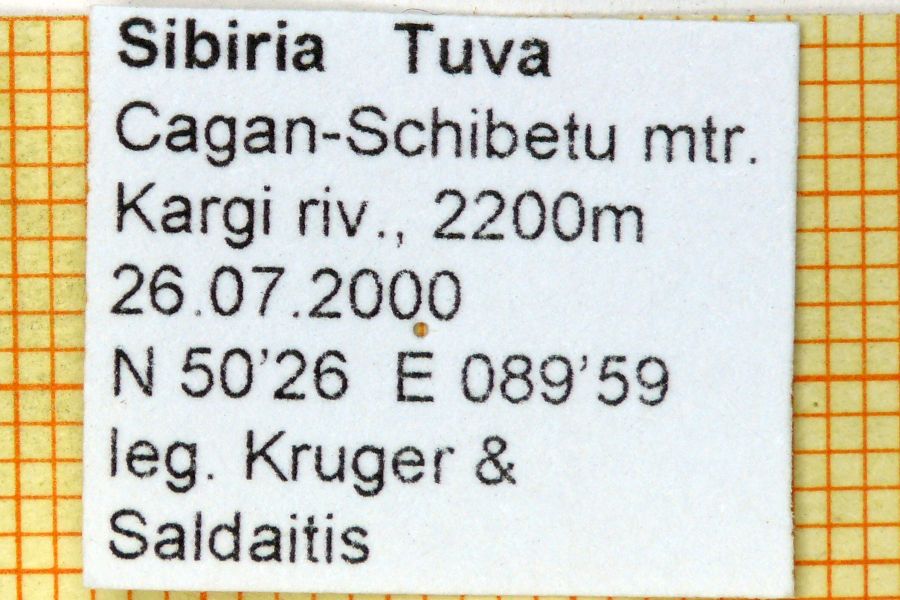 Sibiria Tuva
Cagan-Schibetu mtr.
Kargi riv., 2200m
26.07.2000
N 50'26 E 089'59
leg. Kruger &
Saldaitis